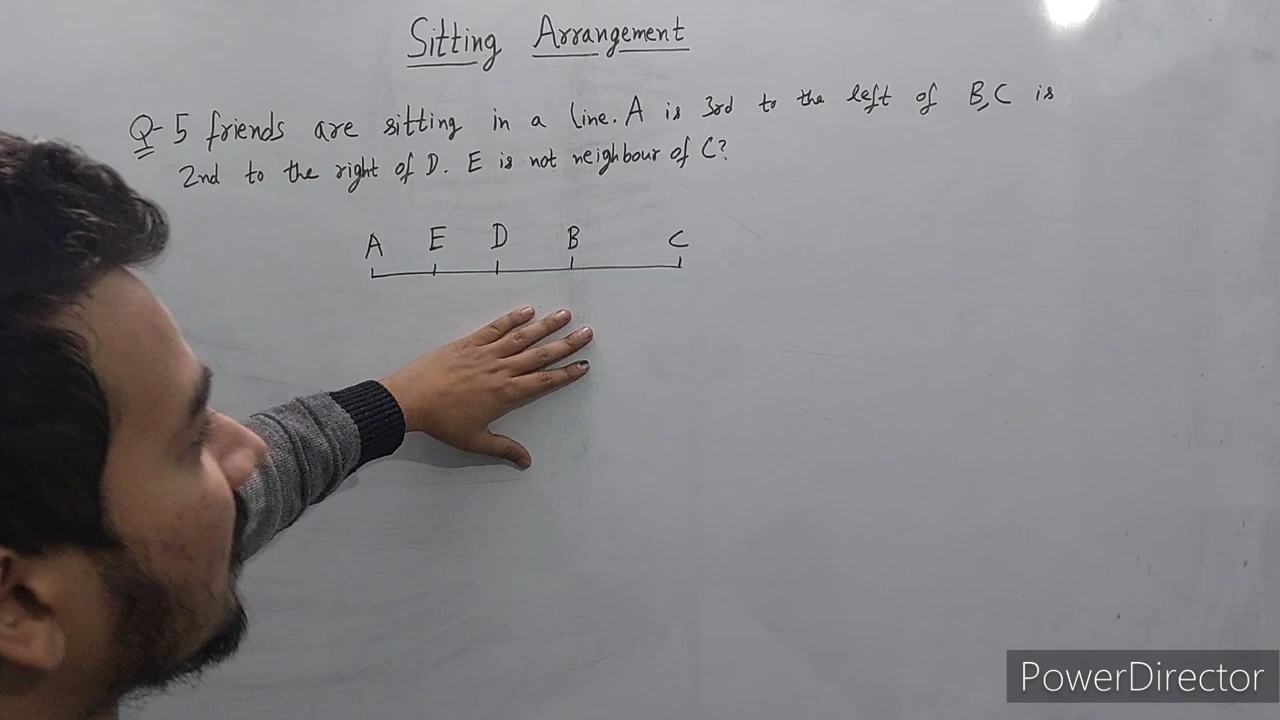 Sitting Arrangement
Q- 5 friends are sitting in a line. A is 3rd to the left of B, C is
2nd to the right of D. E is not neighbour of C?
A E D B C
PowerDirector